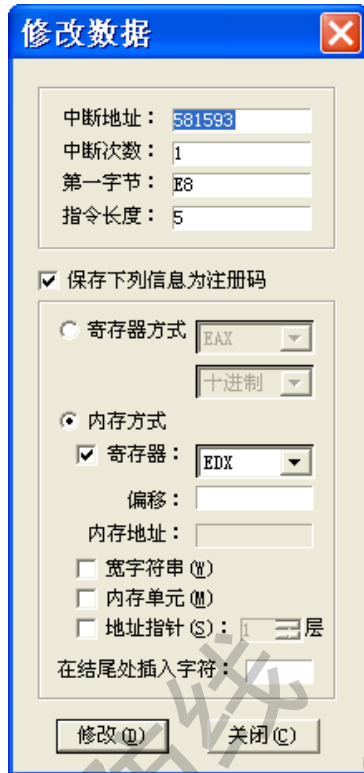 修改数据
中断地址： 581593
中断次数： 1
第一字节： E8
指令长度： 5
保存下列信息为注册码
寄存器方式 EAX
十进制
内存方式
寄存器： EDX
偏移：
内存地址：
宽字符串(W)
内存单元(M)
地址指针(S)： 1 层
在结尾处插入字符：
修改(D) 关闭(C)